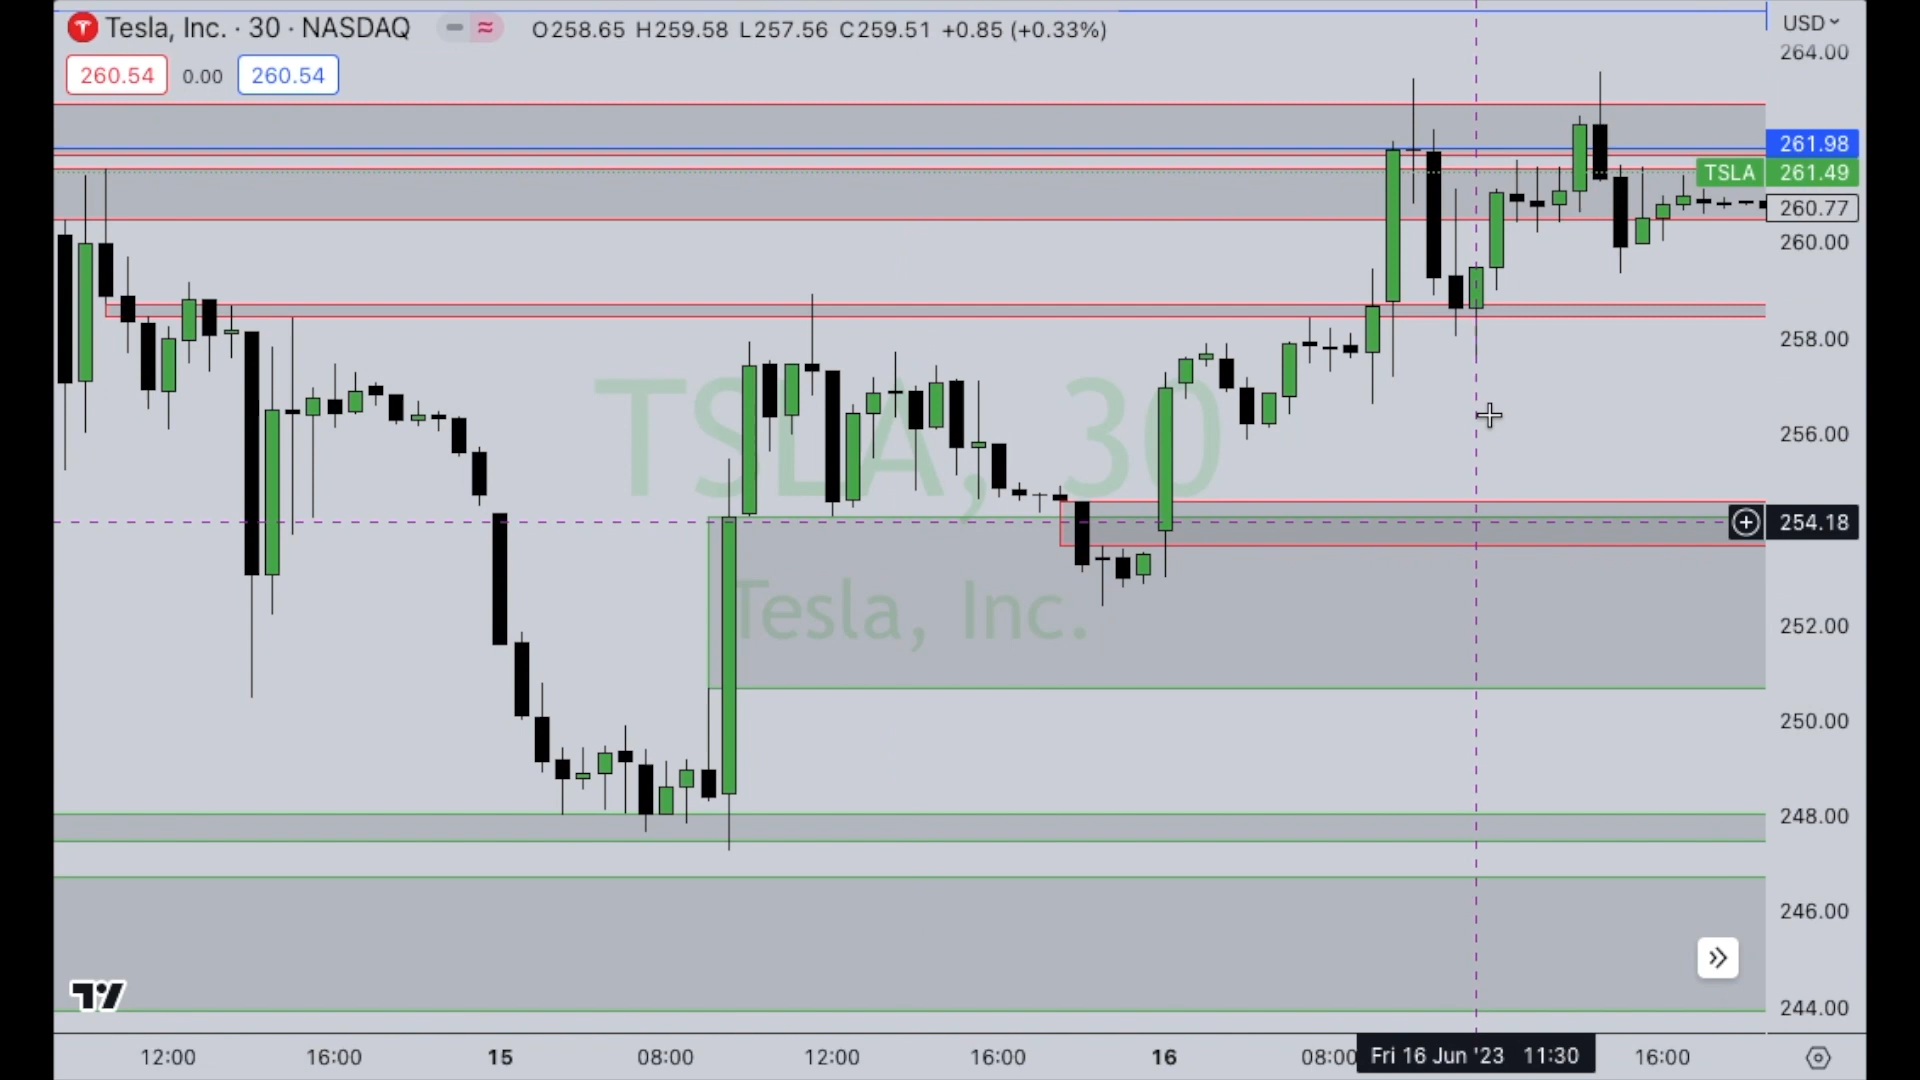 Tesla, Inc. · 30 · NASDAQ O258.65 H259.58 L257.56 C259.51 +0.85 (+0.33%) USD
264.00
260.54 0.00 260.54
261.98
TSLA 261.49
260.77
260.00
258.00
TSLA, 30
256.00
254.18
Tesla, Inc.
252.00
250.00
248.00
246.00
244.00
12:00 16:00 15 08:00 12:00 16:00 16 08:00 Fri 16 Jun '23 11:30 16:00